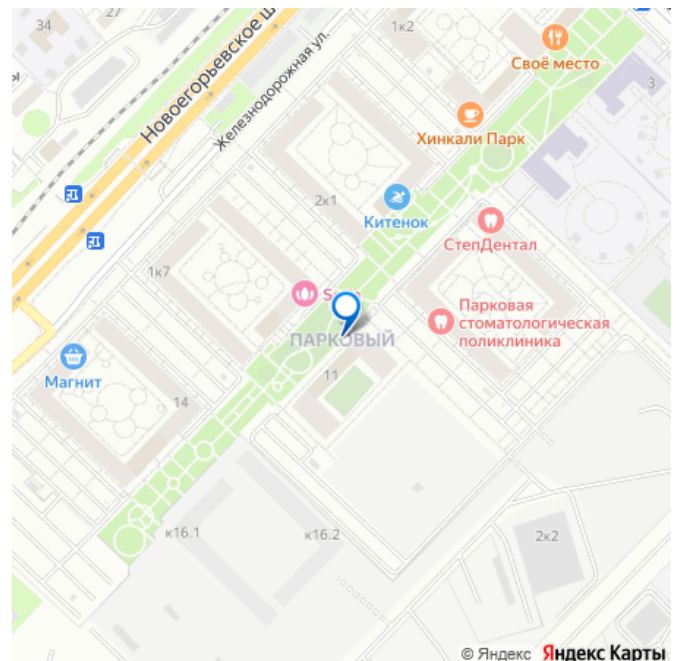 34
27
1к2
Своё место
3
Новоегорьевское ш
Железнодорожная ул.
ы
Хинкали Парк
2к1
Китенок
СтепДентал
1к7
Парковая
стоматологическая
поликлиника
ПАРКОВЫЙ
Магнит
11
14
к16.1
к16.2
2к2
© Яндекс Яндекс Карты